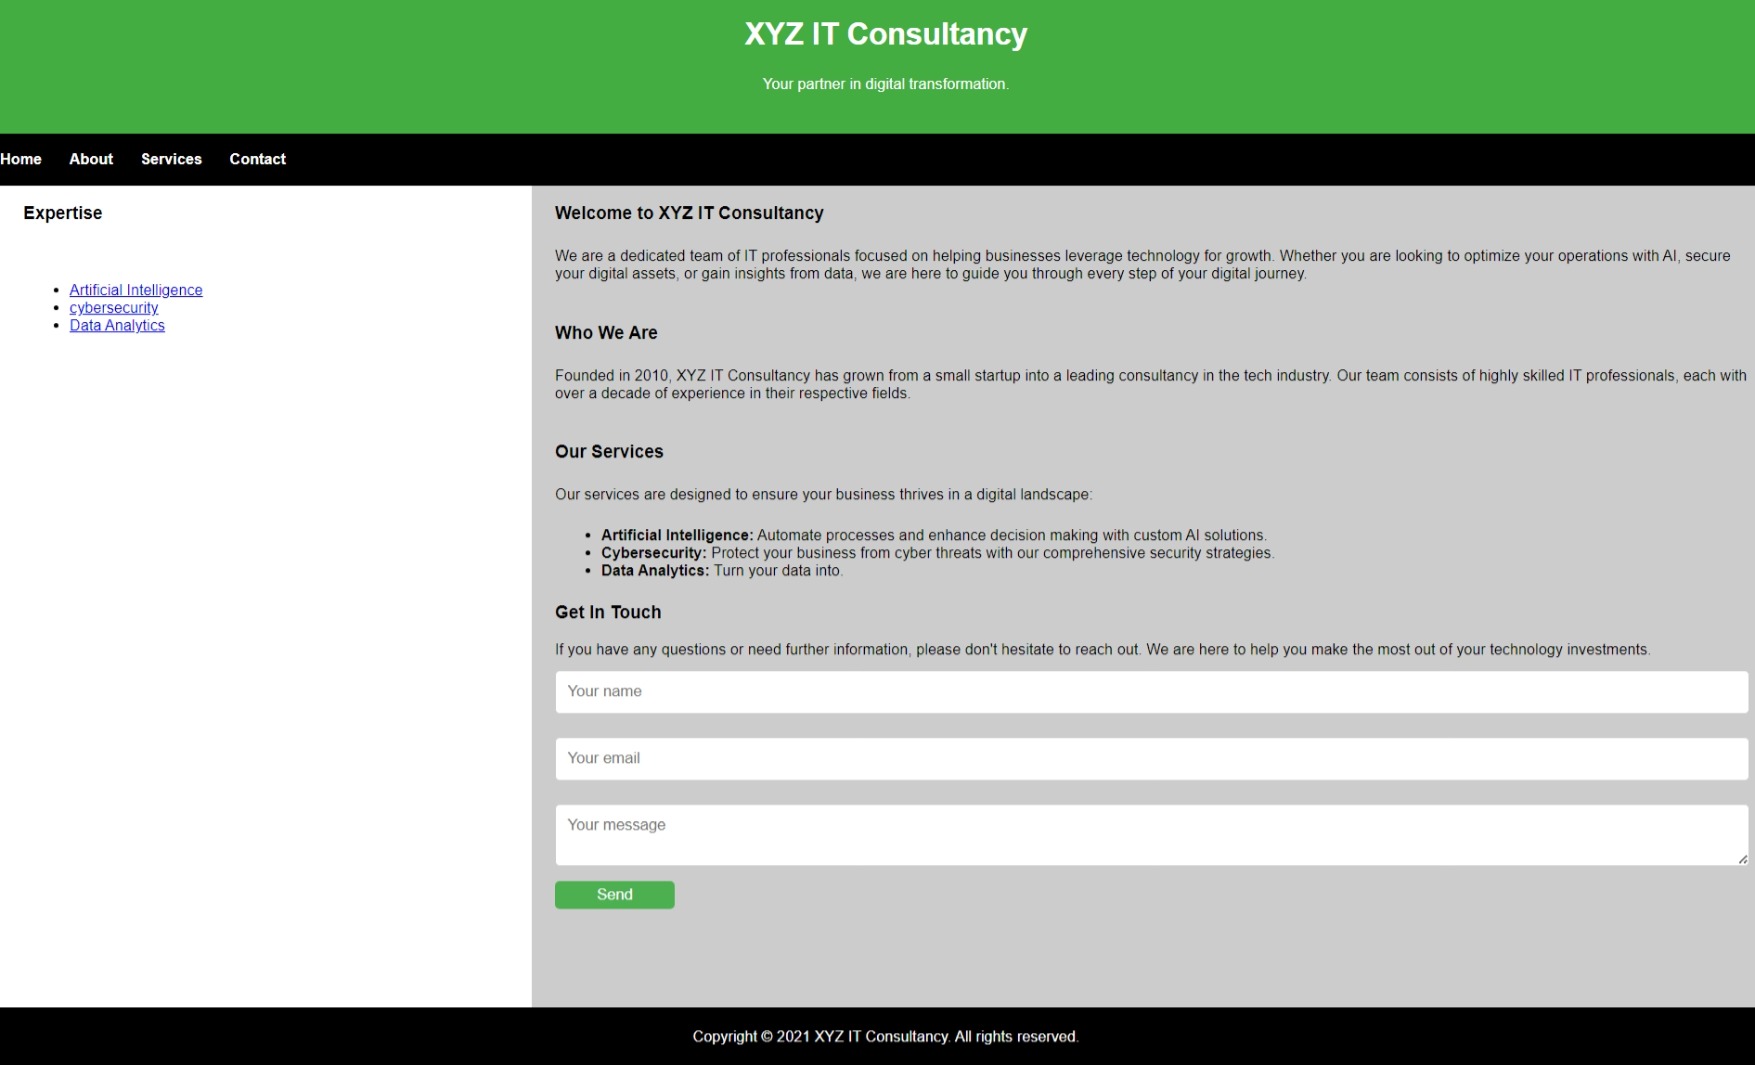 XYZ IT Consultancy
Your partner in digital transformation.
Home About Services Contact
Expertise
Artificial Intelligence
cybersecurity
Data Analytics
Welcome to XYZ IT Consultancy
We are a dedicated team of IT professionals focused on helping businesses leverage technology for growth. Whether you are looking to optimize your operations with AI, secure
your digital assets, or gain insights from data, we are here to guide you through every step of your digital journey.
Who We Are
Founded in 2010, XYZ IT Consultancy has grown from a small startup into a leading consultancy in the tech industry. Our team consists of highly skilled IT professionals, each with
over a decade of experience in their respective fields.
Our Services
Our services are designed to ensure your business thrives in a digital landscape:
Artificial Intelligence: Automate processes and enhance decision making with custom AI solutions.
Cybersecurity: Protect your business from cyber threats with our comprehensive security strategies.
Data Analytics: Turn your data into.
Get In Touch
If you have any questions or need further information, please don't hesitate to reach out. We are here to help you make the most out of your technology investments.
Your name
Your email
Your message
Send
Copyright © 2021 XYZ IT Consultancy. All rights reserved.